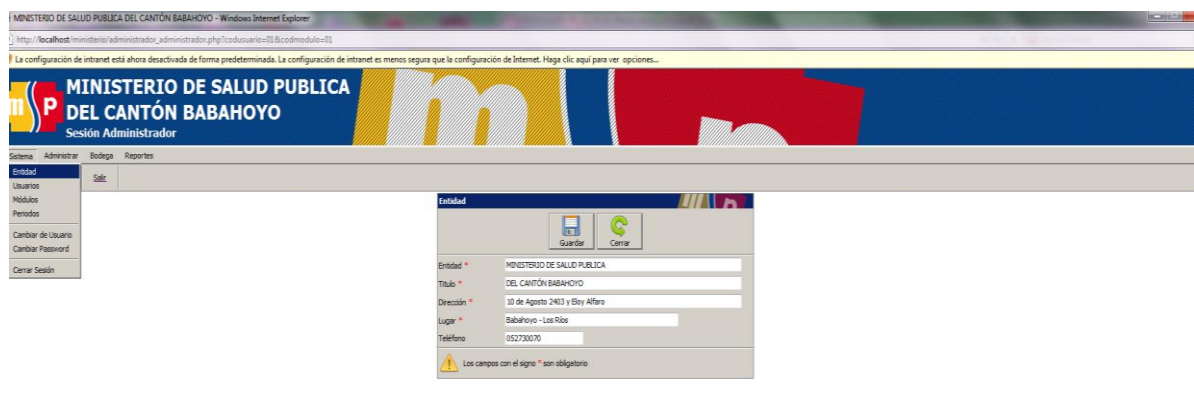 MINISTERIO DE SALUD PUBLICA DEL CANTÓN BABAHOYO - Windows Internet Explorer
http://localhost/ministerio/administrador_administrador.php?codusuario=01&codmodulo=01
La configuración de intranet está ahora desactivada de forma predeterminada. La configuración de intranet es menos segura que la configuración de Internet. Haga clic aquí para ver opciones...
m p
MINISTERIO DE SALUD PUBLICA
DEL CANTÓN BABAHOYO
Sesión Administrador
Sistema Administrar Bodega Reportes
Entidad
Usuarios
Módulos
Periodos
Cambiar de Usuario
Cambiar Password
Cerrar Sesión
Salir
Entidad
Guardar Cerrar
Entidad * MINISTERIO DE SALUD PUBLICA
Titulo * DEL CANTÓN BABAHOYO
Dirección * 10 de Agosto 2403 y Eloy Alfaro
Lugar * Babahoyo - Los Ríos
Teléfono 052730070
Los campos con el signo * son obligatorio